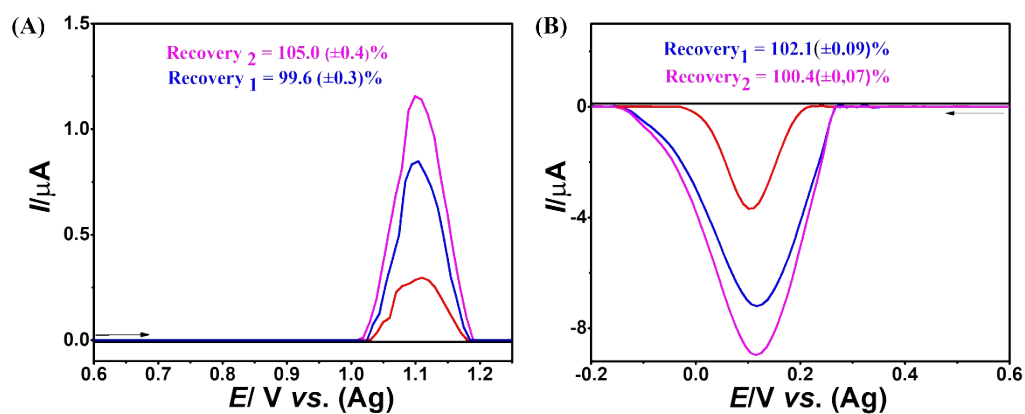 (A)
Recovery 2 = 105.0 (±0.4)%
Recovery 1 = 99.6 (±0.3)%
I/μA
1.5
1.0
0.5
0.0
0.6 0.7 0.8 0.9 1.0 1.1 1.2
E/ V vs. (Ag)
(B)
Recovery1 = 102.1(±0.09)%
Recovery2 = 100.4(±0,07)%
I/μA
0
-4
-8
-0.2 0.0 0.2 0.4 0.6
E/V vs. (Ag)